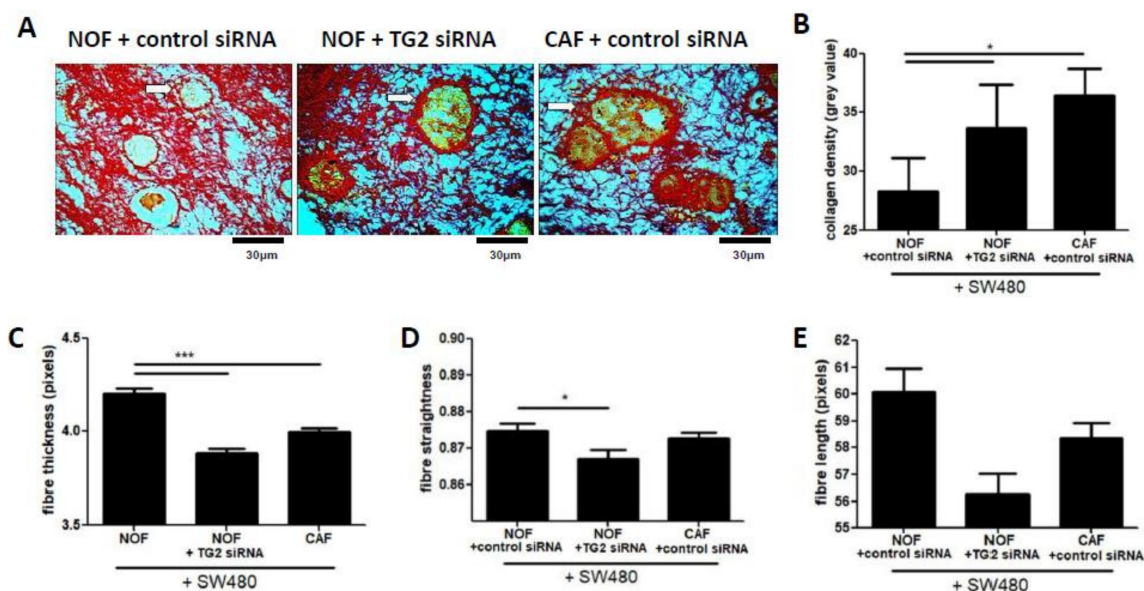 A
NOF + control siRNA
NOF + TG2 siRNA
CAF + control siRNA
30µm
30µm
30µm
B
collagen density (grey value)
40
35
30
25
*
NOF
+control siRNA
NOF
+TG2 siRNA
CAF
+control siRNA
+ SW480
C
fibre thickness (pixels)
4.5
4.0
3.5
***
NOF
NOF
+ TG2 siRNA
CAF
+ SW480
D
fibre straightness
0.90
0.89
0.88
0.87
0.86
*
NOF
+control siRNA
NOF
+TG2 siRNA
CAF
+control siRNA
+ SW480
E
fibre length (pixels)
62
61
60
59
58
57
56
55
NOF
+control siRNA
NOF
+TG2 siRNA
CAF
+control siRNA
+ SW480